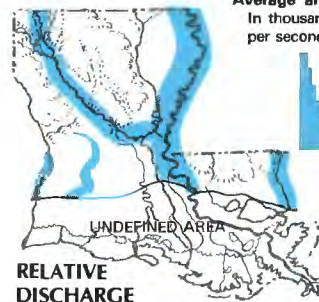 Average an
In thousan
per secon
UNDEFINED AREA
RELATIVE
DISCHARGE